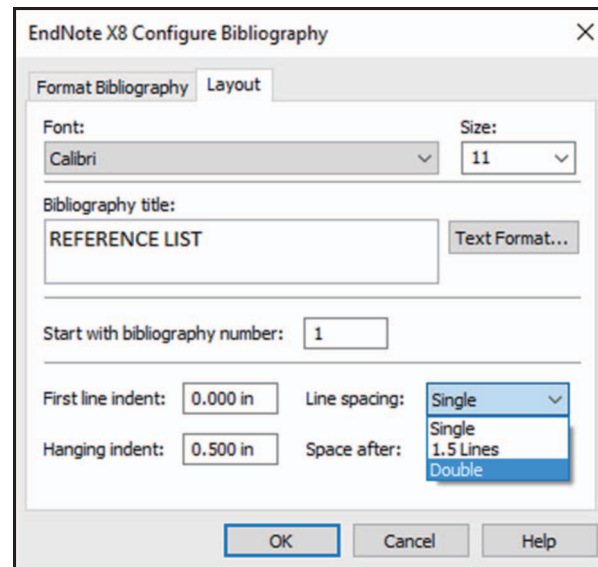 EndNote X8 Configure Bibliography
Format Bibliography Layout
Font: Size:
Calibri 11
Bibliography title:
REFERENCE LIST Text Format...
Start with bibliography number: 1
First line indent: 0.000 in Line spacing: Single
Single
Hanging indent: 0.500 in Space after: 1.5 Lines
Double
OK Cancel Help